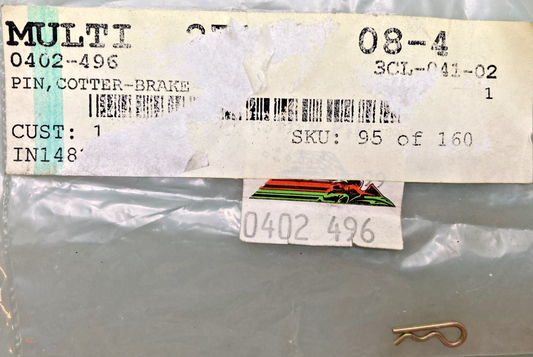 MULTI 08-4
0402-496 3CL-041-02
PIN,COTTER-BRAKE 1
CUST: 1 SKU: 95 of 160
IN148
0402 496